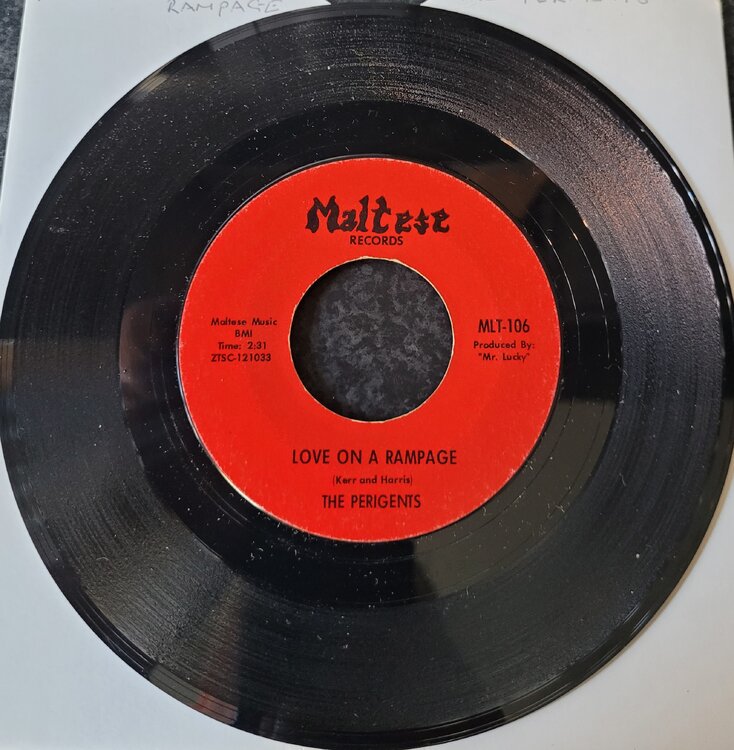 RAMPAGE
Maltese
RECORDS
Maltese Music
BMI
Time: 2:31
ZTSC-121033
MLT-106
Produced By:
"Mr. Lucky"
LOVE ON A RAMPAGE
(Kerr and Harris)
THE PERIGENTS